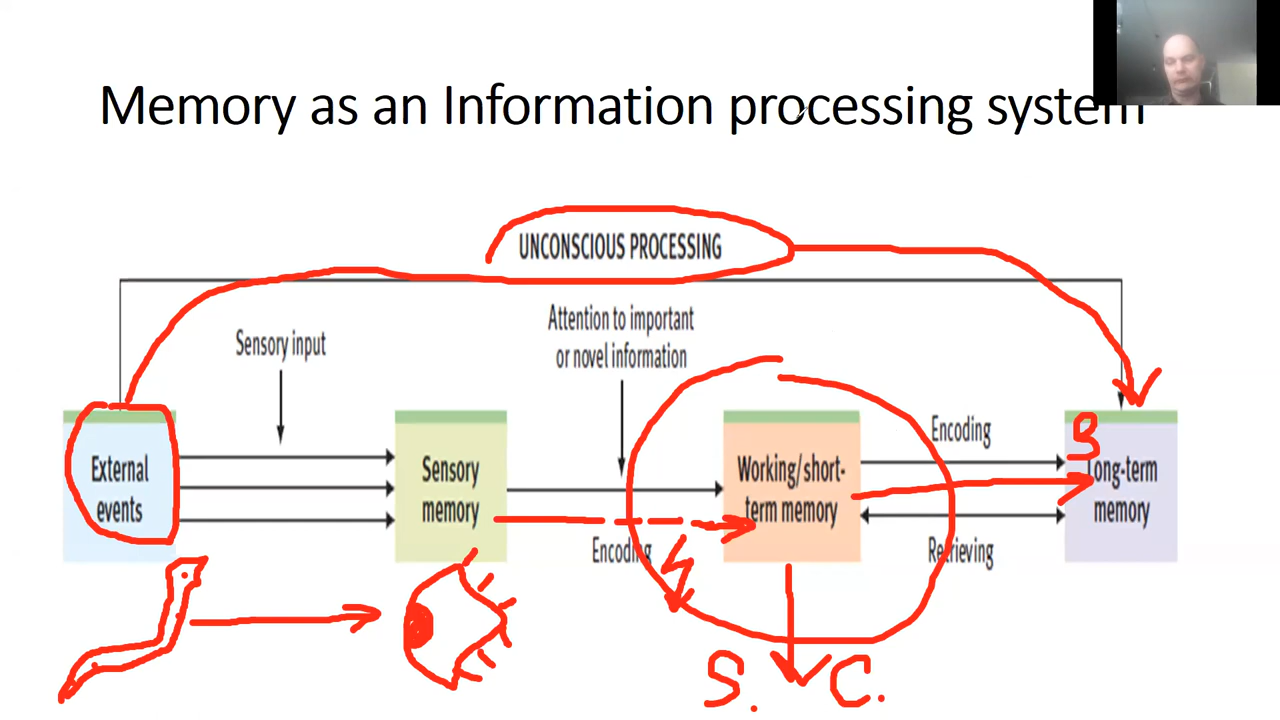 Memory as an Information processing system
UNCONSCIOUS PROCESSING
Sensory input
Attention to important
or novel information
External
events
Sensory
memory
Encoding
Working/short-
term memory
Encoding
Retrieving
Long-term
memory
S. C.